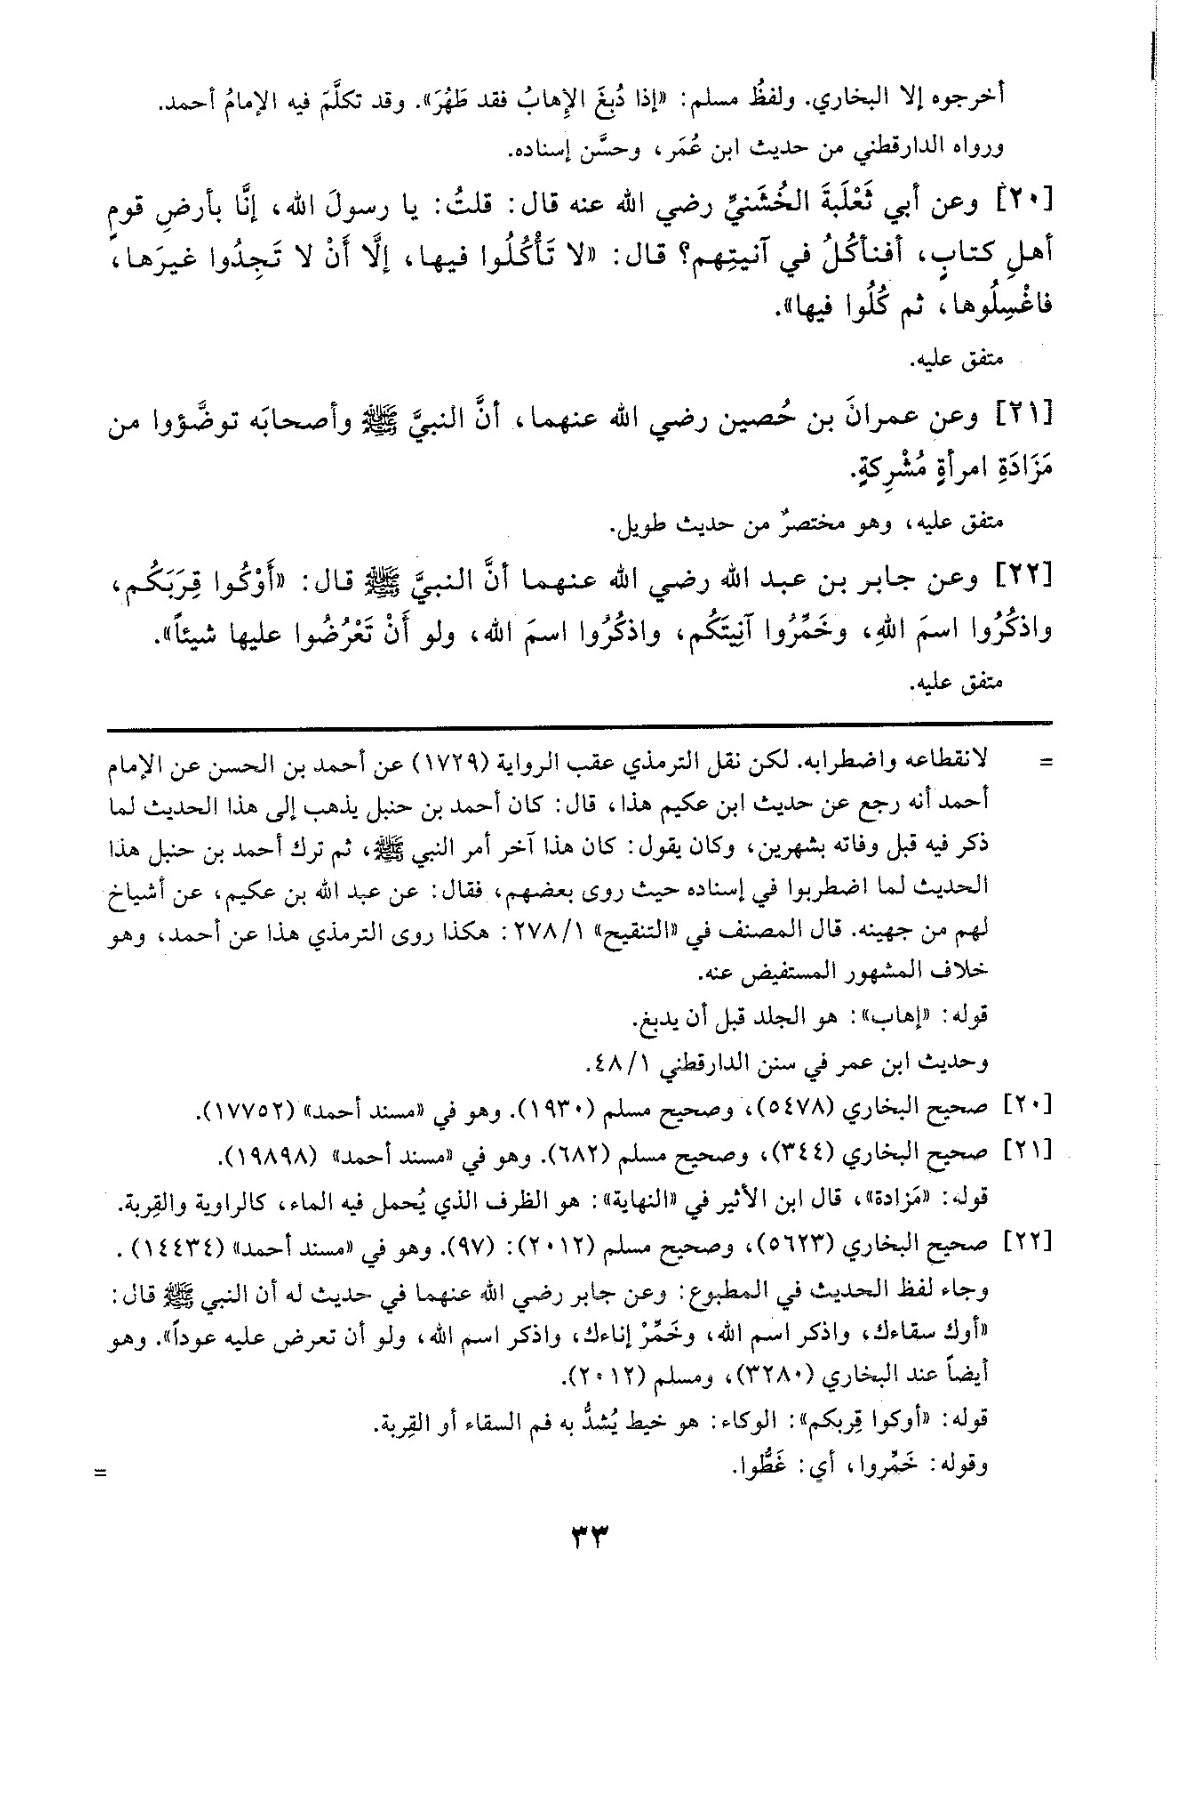 أخرجوه إلا البخاري. ولفظُ مسلم: «إذا دُبِغَ الإهابُ فقد طَهُرَ». وقد تكلَّمَ فيه الإمامُ أحمد.
ورواه الدارقطني من حديث ابن عُمَر، وحسَّن إسناده.
[٢٠] وعن أبي ثَعْلَبةَ الخُشَنيِّ رضي الله عنه قال: قلتُ: يا رسولَ الله، إنَّا بأرضِ قومٍ
أهلِ كتابٍ، أفنأكُلُ في آنيتِهم؟ قال: «لا تَأْكُلُوا فيها، إلَّا أَنْ لا تَجِدُوا غيرَها،
فاغْسِلُوها، ثم كُلُوا فيها».
متفق عليه.
[٢١] وعن عمرانَ بن حُصين رضي الله عنهما، أنَّ النبيَّ ﷺ وأصحابَه توضَّؤوا من
مَزَادَةِ امرأةٍ مُشْرِكةٍ.
متفق عليه، وهو مختصرٌ من حديث طويل.
[٢٢] وعن جابر بن عبد الله رضي الله عنهما أنَّ النبيَّ ﷺ قال: «أَوْكُوا قِرَبَكُم،
واذكُرُوا اسمَ اللهِ، وخَمِّرُوا آنِيَتَكُم، واذكُرُوا اسمَ الله، ولو أَنْ تَعْرُضُوا عليها شيئاً».
متفق عليه.
= لانقطاعه واضطرابه. لكن نقل الترمذي عقب الرواية (١٧٢٩) عن أحمد بن الحسن عن الإمام
أحمد أنه رجع عن حديث ابن عكيم هذا، قال: كان أحمد بن حنبل يذهب إلى هذا الحديث لما
ذكر فيه قبل وفاته بشهرين، وكان يقول: كان هذا آخر أمر النبي ﷺ، ثم ترك أحمد بن حنبل هذا
الحديث لما اضطربوا في إسناده حيث روى بعضهم، فقال: عن عبد الله بن عكيم، عن أشياخ
لهم من جهينه. قال المصنف في «التنقيح» ١/ ٢٧٨: هكذا روى الترمذي هذا عن أحمد، وهو
خلاف المشهور المستفيض عنه.
قوله: «إهاب»: هو الجلد قبل أن يدبغ.
وحديث ابن عمر في سنن الدارقطني ١/ ٤٨.
[٢٠] صحيح البخاري (٥٤٧٨)، وصحيح مسلم (١٩٣٠). وهو في «مسند أحمد» (١٧٧٥٢).
[٢١] صحيح البخاري (٣٤٤)، وصحيح مسلم (٦٨٢). وهو في «مسند أحمد» (١٩٨٩٨).
قوله: «مَزادة»، قال ابن الأثير في «النهاية»: هو الظرف الذي يُحمل فيه الماء، كالراوية والقِربة.
[٢٢] صحيح البخاري (٥٦٢٣)، وصحيح مسلم (٢٠١٢): (٩٧). وهو في «مسند أحمد» (١٤٤٣٤).
وجاء لفظ الحديث في المطبوع: وعن جابر رضي الله عنهما في حديث له أن النبي ﷺ قال:
«أوك سقاءك، واذكر اسم الله، وخَمِّرْ إناءك، واذكر اسم الله، ولو أن تعرض عليه عوداً». وهو
أيضاً عند البخاري (٣٢٨٠)، ومسلم (٢٠١٢).
قوله: «أوكوا قِربكم»: الوكاء: هو خيط يُشدُّ به فم السقاء أو القِربة.
وقوله: خَمِّروا، أي: غَطُّوا. =
٣٣